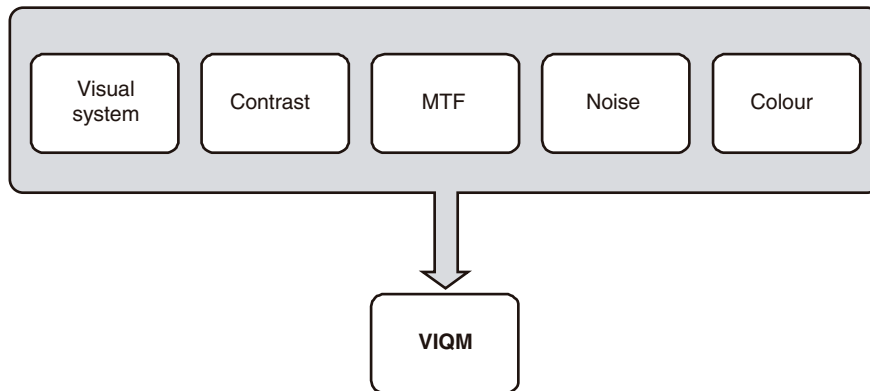 Visual
system
Contrast
MTF
Noise
Colour
VIQM